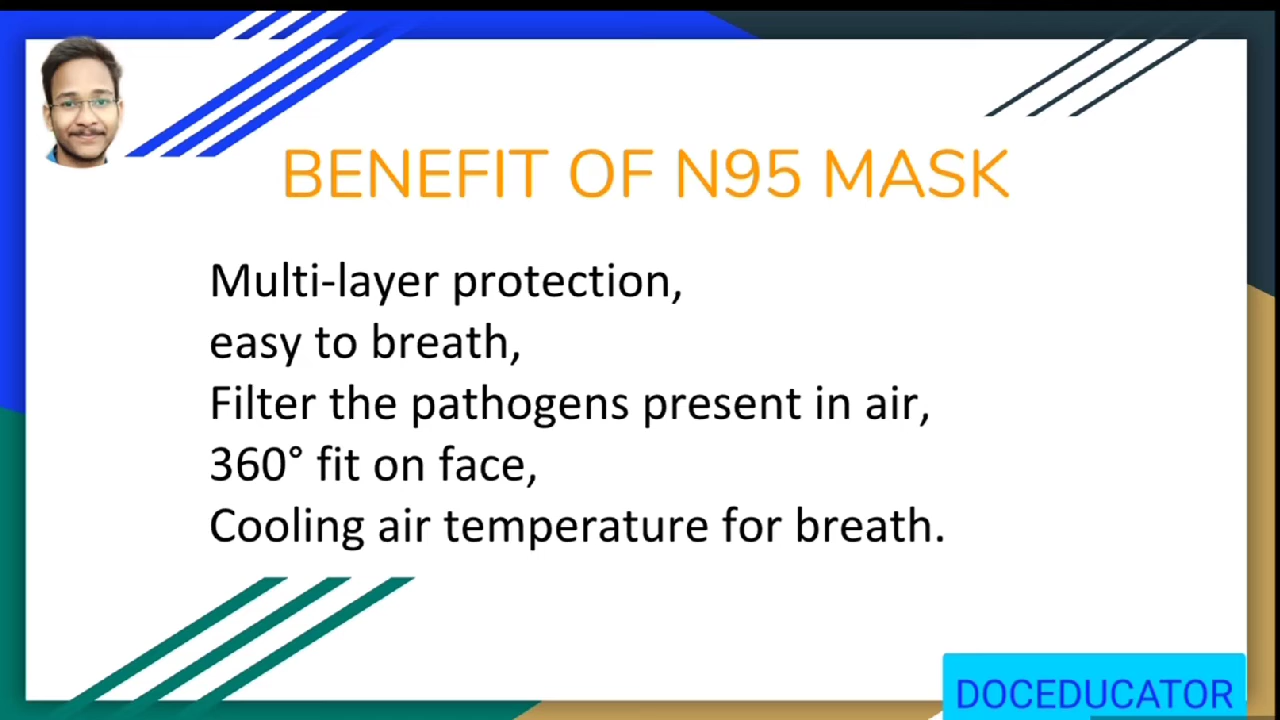 BENEFIT OF N95 MASK
Multi-layer protection,
easy to breath,
Filter the pathogens present in air,
360° fit on face,
Cooling air temperature for breath.
DOCEDUCATOR